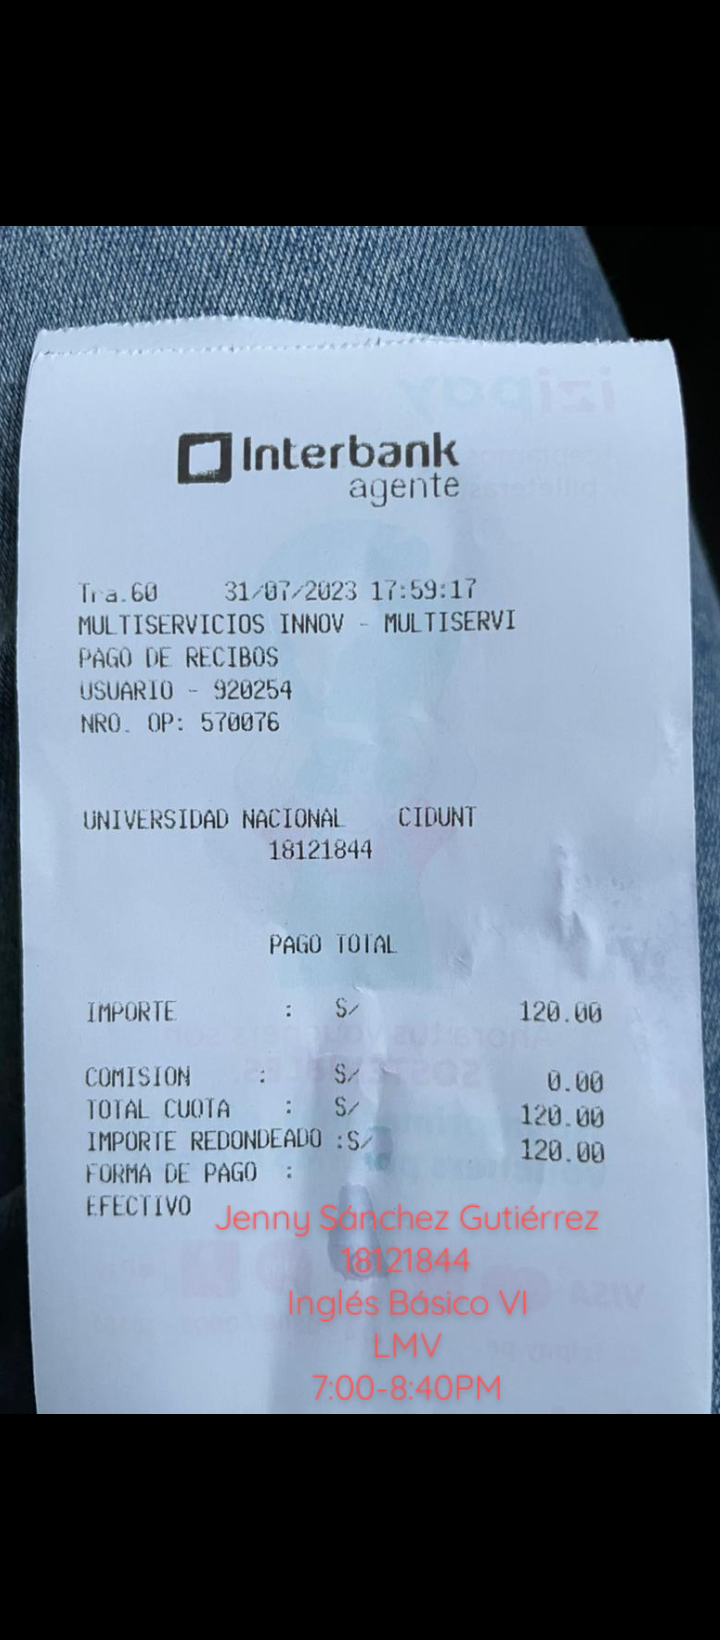 Interbank
agente
Tra.60 31/07/2023 17:59:17
MULTISERVICIOS INNOV - MULTISERVI
PAGO DE RECIBOS
USUARIO - 920254
NRO. OP: 570076
UNIVERSIDAD NACIONAL CIDUNT
18121844
PAGO TOTAL
IMPORTE : S/ 120.00
COMISION : S/ 0.00
TOTAL CUOTA : S/ 120.00
IMPORTE REDONDEADO :S/ 120.00
FORMA DE PAGO :
EFECTIVO
Jenny Sánchez Gutiérrez
18121844
Inglés Básico VI
LMV
7:00-8:40PM